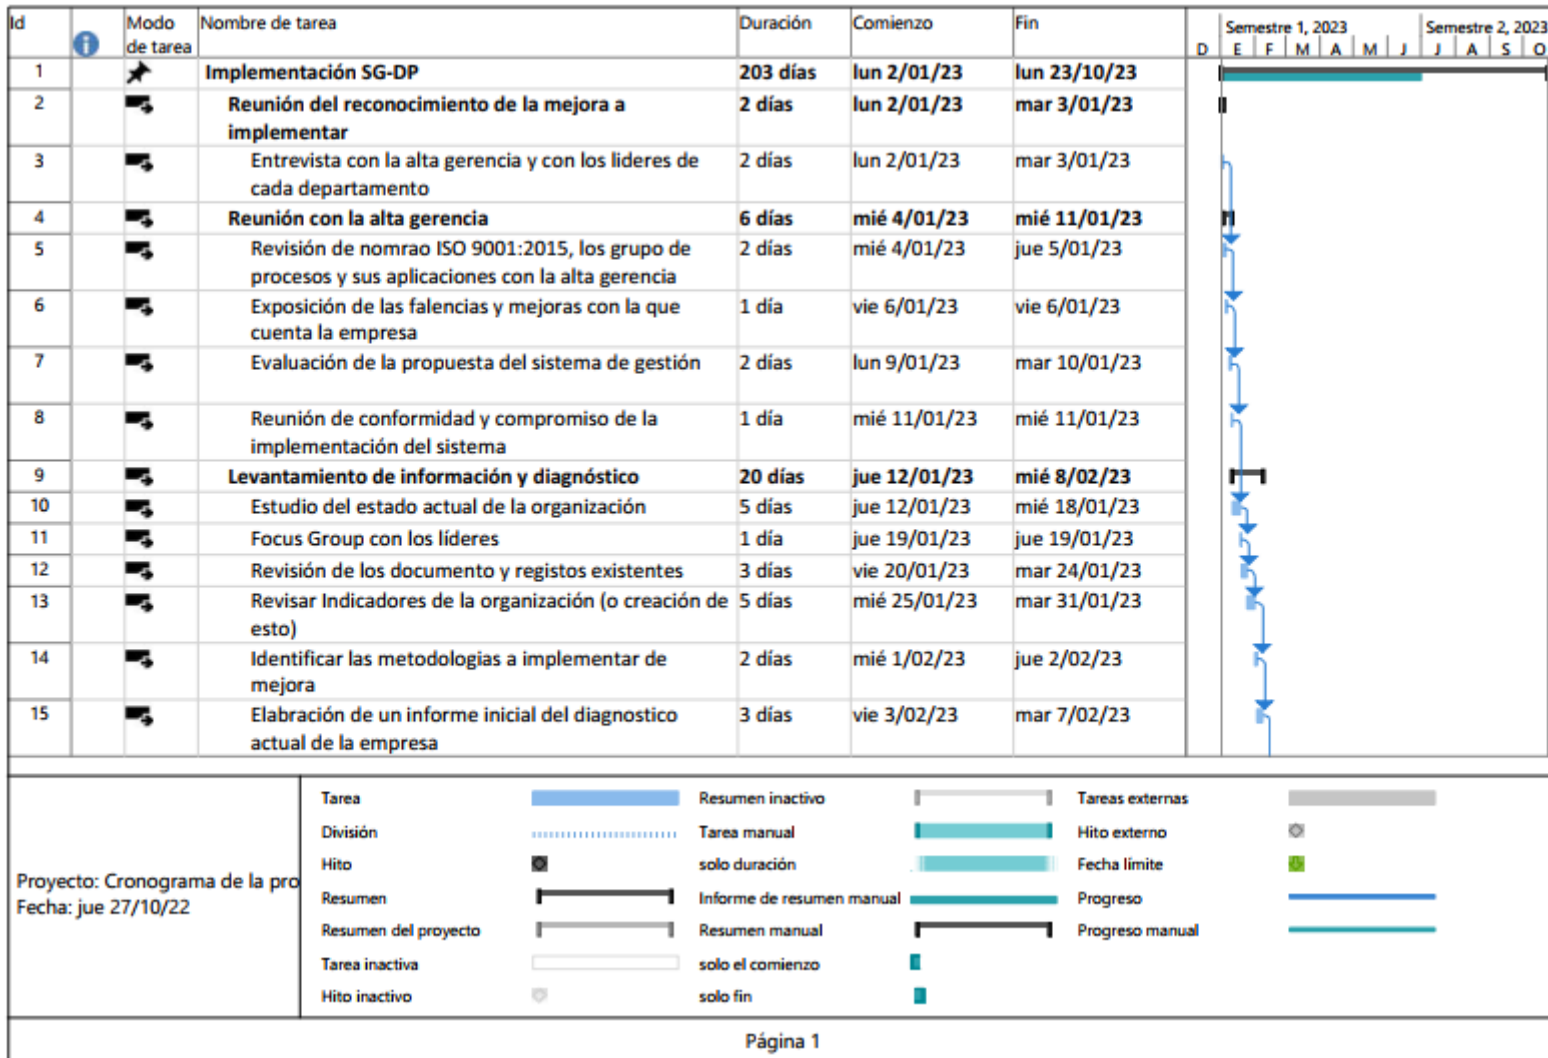 Id Modo de tarea Nombre de tarea Duración Comienzo Fin
Semestre 1, 2023 Semestre 2, 2023
D E F M A M J J A S O
1 Implementación SG-DP 203 días lun 2/01/23 lun 23/10/23
2 Reunión del reconocimiento de la mejora a 2 días lun 2/01/23 mar 3/01/23
implementar
3 Entrevista con la alta gerencia y con los lideres de 2 días lun 2/01/23 mar 3/01/23
cada departamento
4 Reunión con la alta gerencia 6 días mié 4/01/23 mié 11/01/23
5 Revisión de nomrao ISO 9001:2015, los grupo de 2 días mié 4/01/23 jue 5/01/23
procesos y sus aplicaciones con la alta gerencia
6 Exposición de las falencias y mejoras con la que 1 día vie 6/01/23 vie 6/01/23
cuenta la empresa
7 Evaluación de la propuesta del sistema de gestión 2 días lun 9/01/23 mar 10/01/23
8 Reunión de conformidad y compromiso de la 1 día mié 11/01/23 mié 11/01/23
implementación del sistema
9 Levantamiento de información y diagnóstico 20 días jue 12/01/23 mié 8/02/23
10 Estudio del estado actual de la organización 5 días jue 12/01/23 mié 18/01/23
11 Focus Group con los líderes 1 día jue 19/01/23 jue 19/01/23
12 Revisión de los documento y registos existentes 3 días vie 20/01/23 mar 24/01/23
13 Revisar Indicadores de la organización (o creación de 5 días mié 25/01/23 mar 31/01/23
esto)
14 Identificar las metodologias a implementar de 2 días mié 1/02/23 jue 2/02/23
mejora
15 Elabración de un informe inicial del diagnostico 3 días vie 3/02/23 mar 7/02/23
actual de la empresa
Proyecto: Cronograma de la pro
Fecha: jue 27/10/22
Tarea Resumen inactivo Tareas externas
División Tarea manual Hito externo
Hito solo duración Fecha límite
Resumen Informe de resumen manual Progreso
Resumen del proyecto Resumen manual Progreso manual
Tarea inactiva solo el comienzo
Hito inactivo solo fin
Página 1